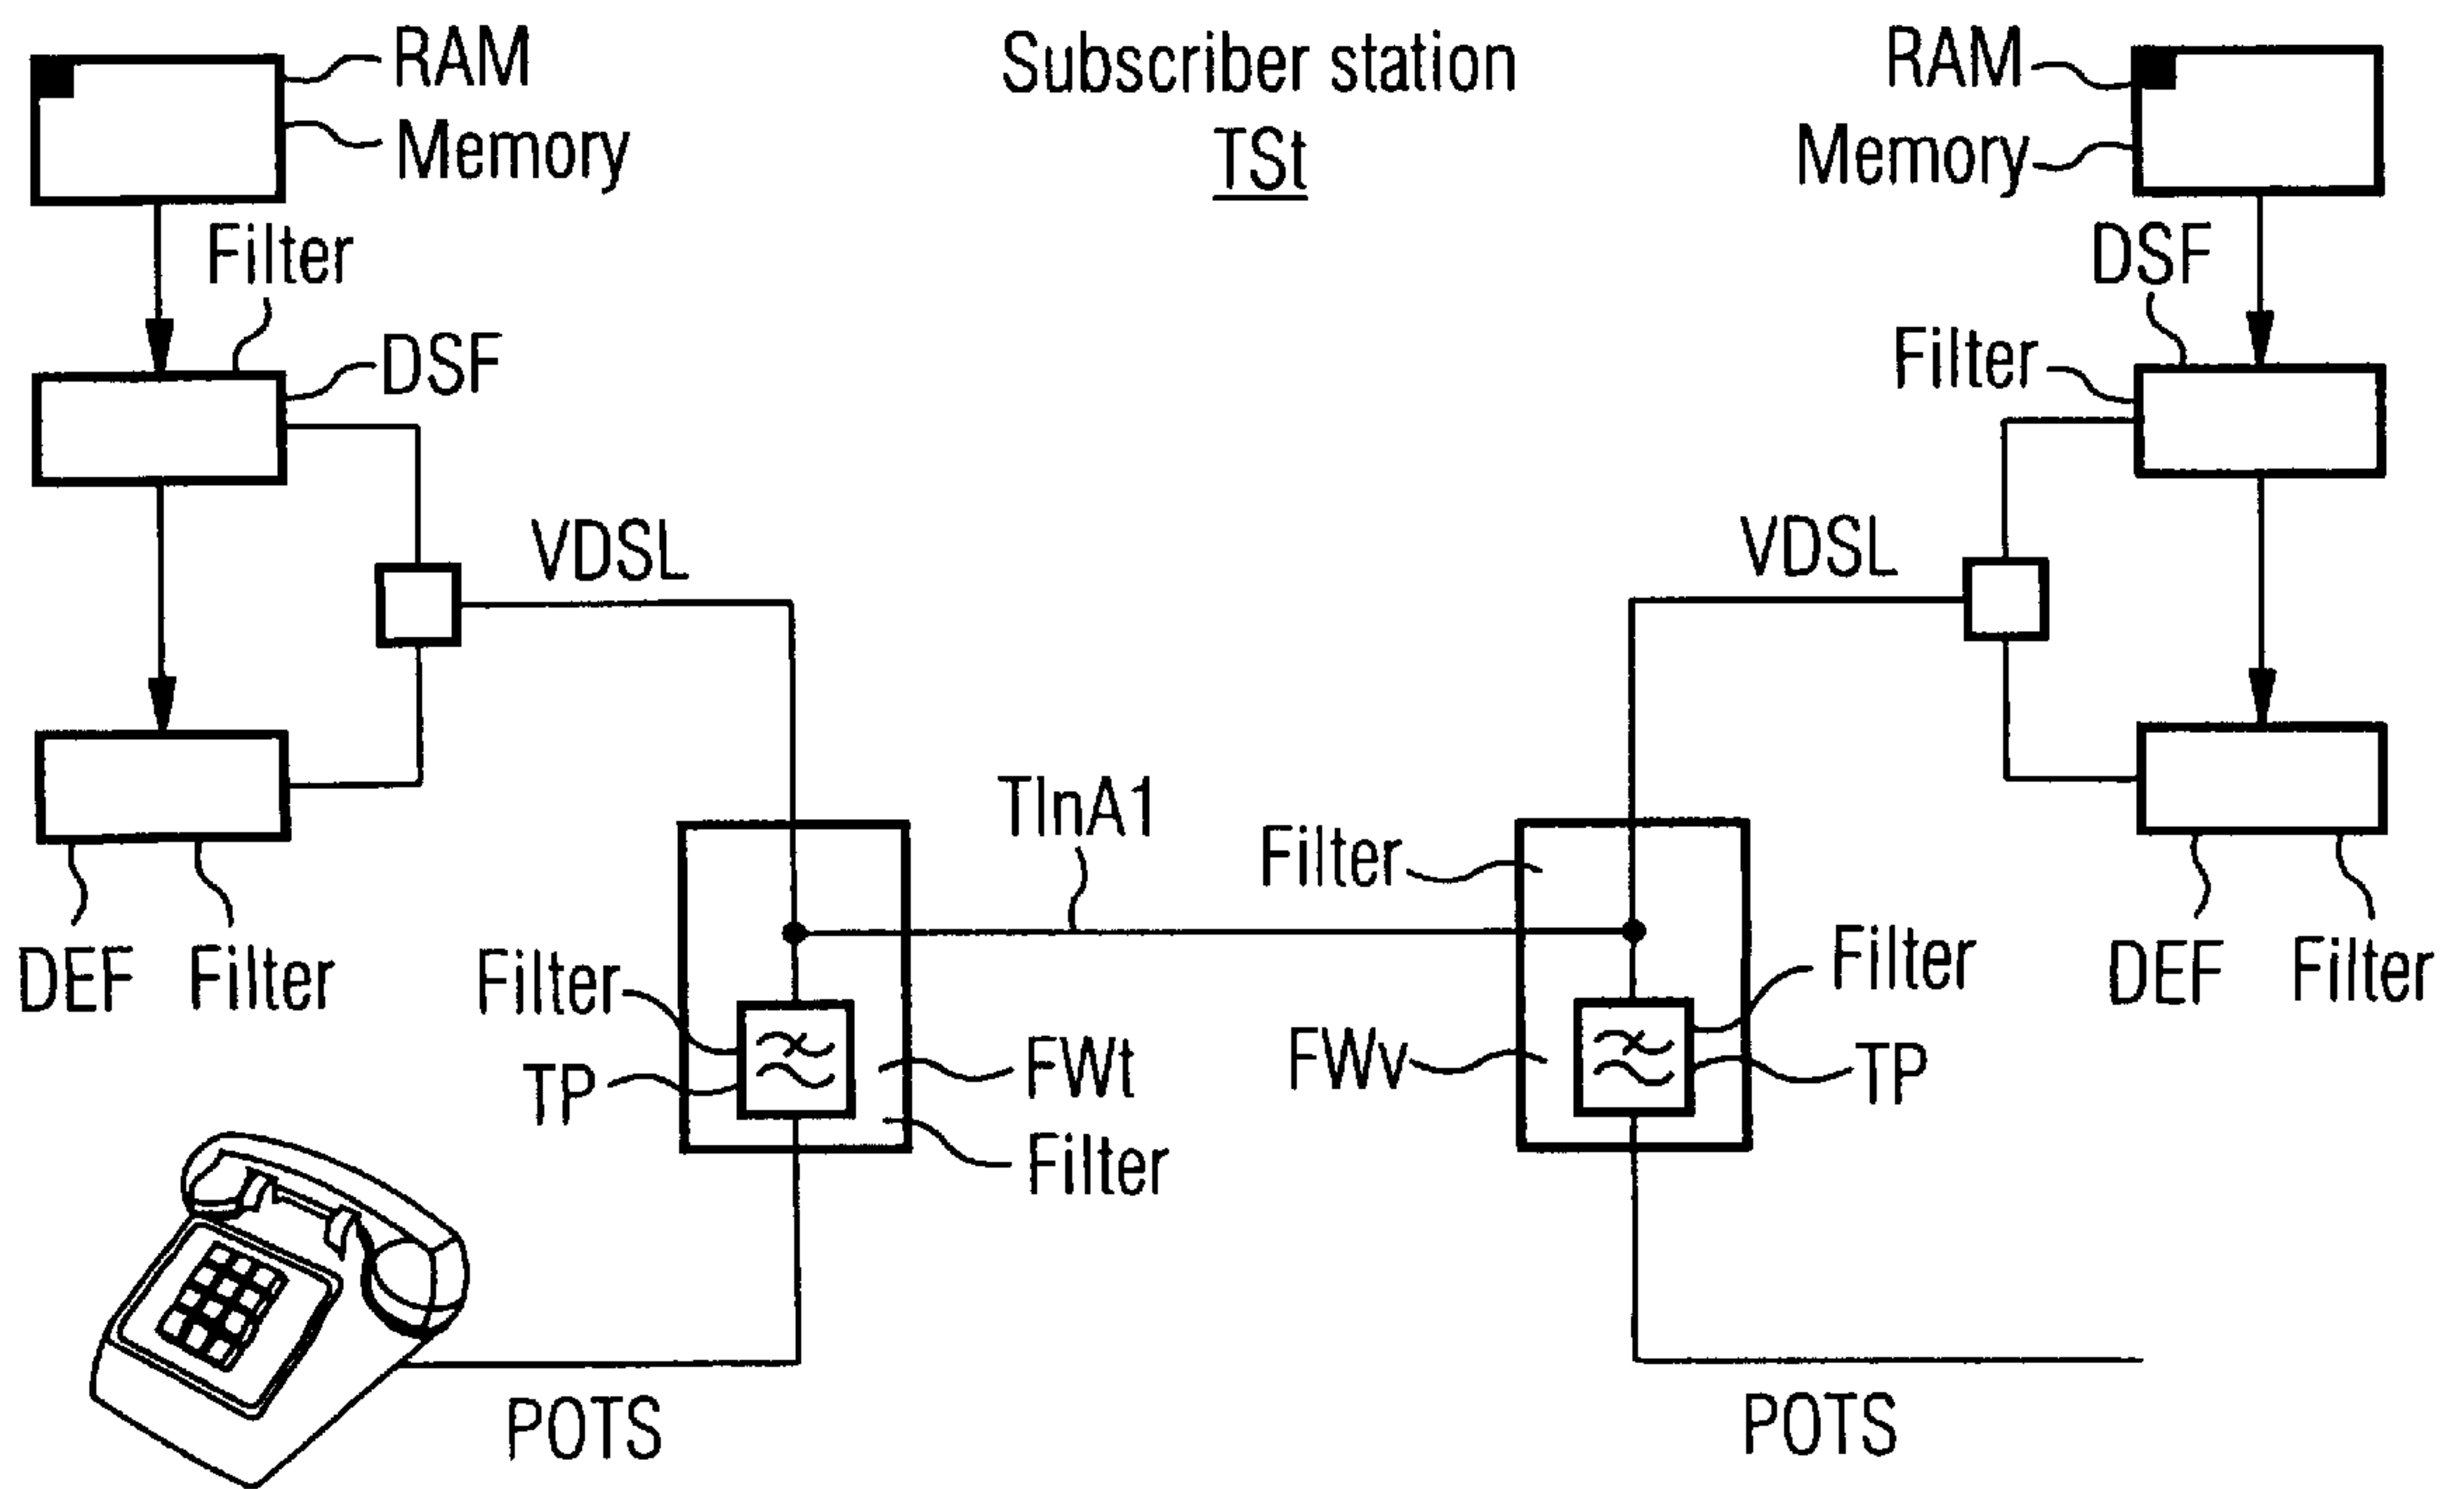 RAM
Subscriber station
RAM
Memory
TSt
Memory
Filter
DSF
DSF
Filter
VDSL
VDSL
TlnA1
Filter
DEF
Filter
Filter
Filter
DEF
Filter
TP
FWt
FWv
TP
Filter
POTS
POTS